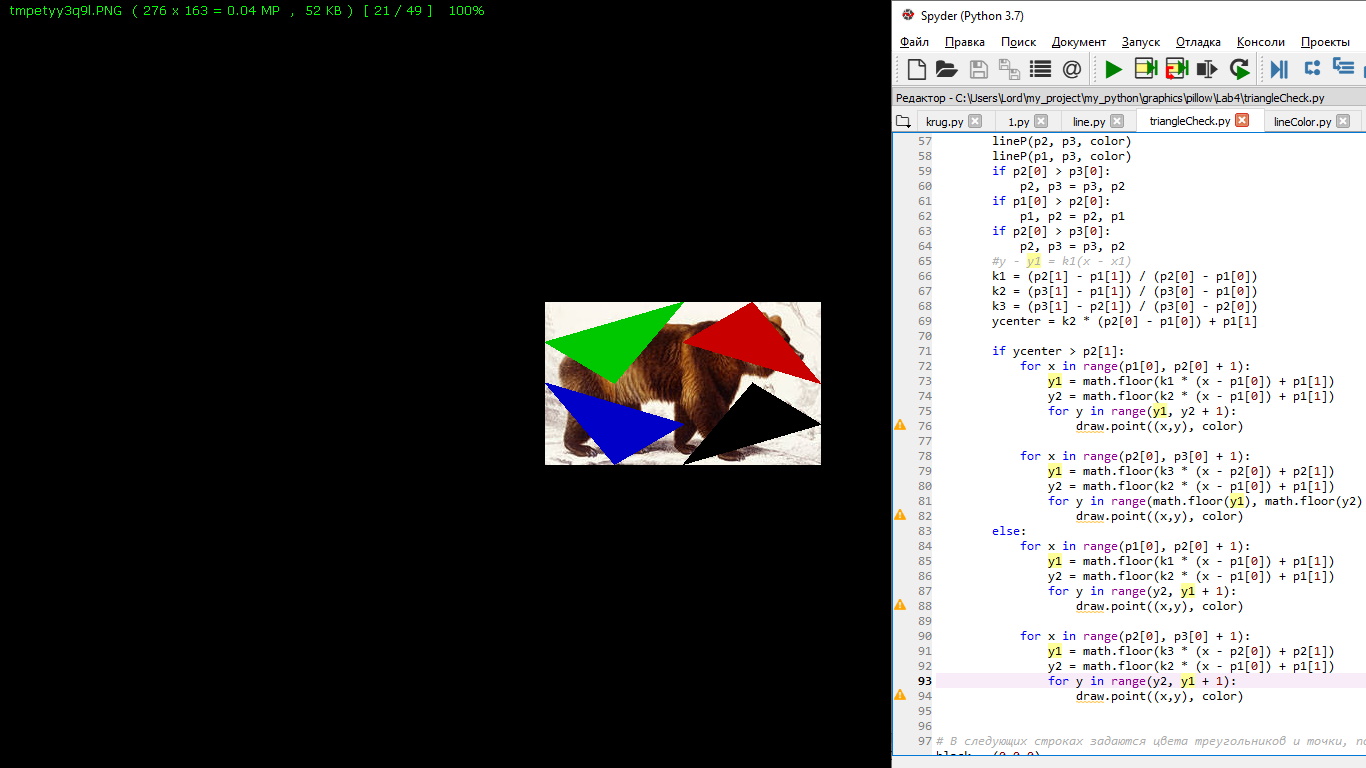 tmpetyy3q9l.PNG ( 276 x 163 = 0.04 MP , 52 KB ) [ 21 / 49 ] 100%
Spyder (Python 3.7)
Файл Правка Поиск Документ Запуск Отладка Консоли Проекты
Редактор - C:\Users\Lord\my_project\my_python\graphics\pillow\Lab4\triangleCheck.py
krug.py 1.py line.py triangleCheck.py lineColor.py
57 lineP(p2, p3, color)
58 lineP(p1, p3, color)
59 if p2[0] > p3[0]:
60 p2, p3 = p3, p2
61 if p1[0] > p2[0]:
62 p1, p2 = p2, p1
63 if p2[0] > p3[0]:
64 p2, p3 = p3, p2
65 #y - y1 = k1(x - x1)
66 k1 = (p2[1] - p1[1]) / (p2[0] - p1[0])
67 k2 = (p3[1] - p1[1]) / (p3[0] - p1[0])
68 k3 = (p3[1] - p2[1]) / (p3[0] - p2[0])
69 ycenter = k2 * (p2[0] - p1[0]) + p1[1]
70
71 if ycenter > p2[1]:
72 for x in range(p1[0], p2[0] + 1):
73 y1 = math.floor(k1 * (x - p1[0]) + p1[1])
74 y2 = math.floor(k2 * (x - p1[0]) + p1[1])
75 for y in range(y1, y2 + 1):
76 draw.point((x,y), color)
77
78 for x in range(p2[0], p3[0] + 1):
79 y1 = math.floor(k3 * (x - p2[0]) + p2[1])
80 y2 = math.floor(k2 * (x - p1[0]) + p1[1])
81 for y in range(math.floor(y1), math.floor(y2)
82 draw.point((x,y), color)
83 else:
84 for x in range(p1[0], p2[0] + 1):
85 y1 = math.floor(k1 * (x - p1[0]) + p1[1])
86 y2 = math.floor(k2 * (x - p1[0]) + p1[1])
87 for y in range(y2, y1 + 1):
88 draw.point((x,y), color)
89
90 for x in range(p2[0], p3[0] + 1):
91 y1 = math.floor(k3 * (x - p2[0]) + p2[1])
92 y2 = math.floor(k2 * (x - p1[0]) + p1[1])
93 for y in range(y2, y1 + 1):
94 draw.point((x,y), color)
95
96
97 # В следующих строках задаются цвета треугольников и точки,